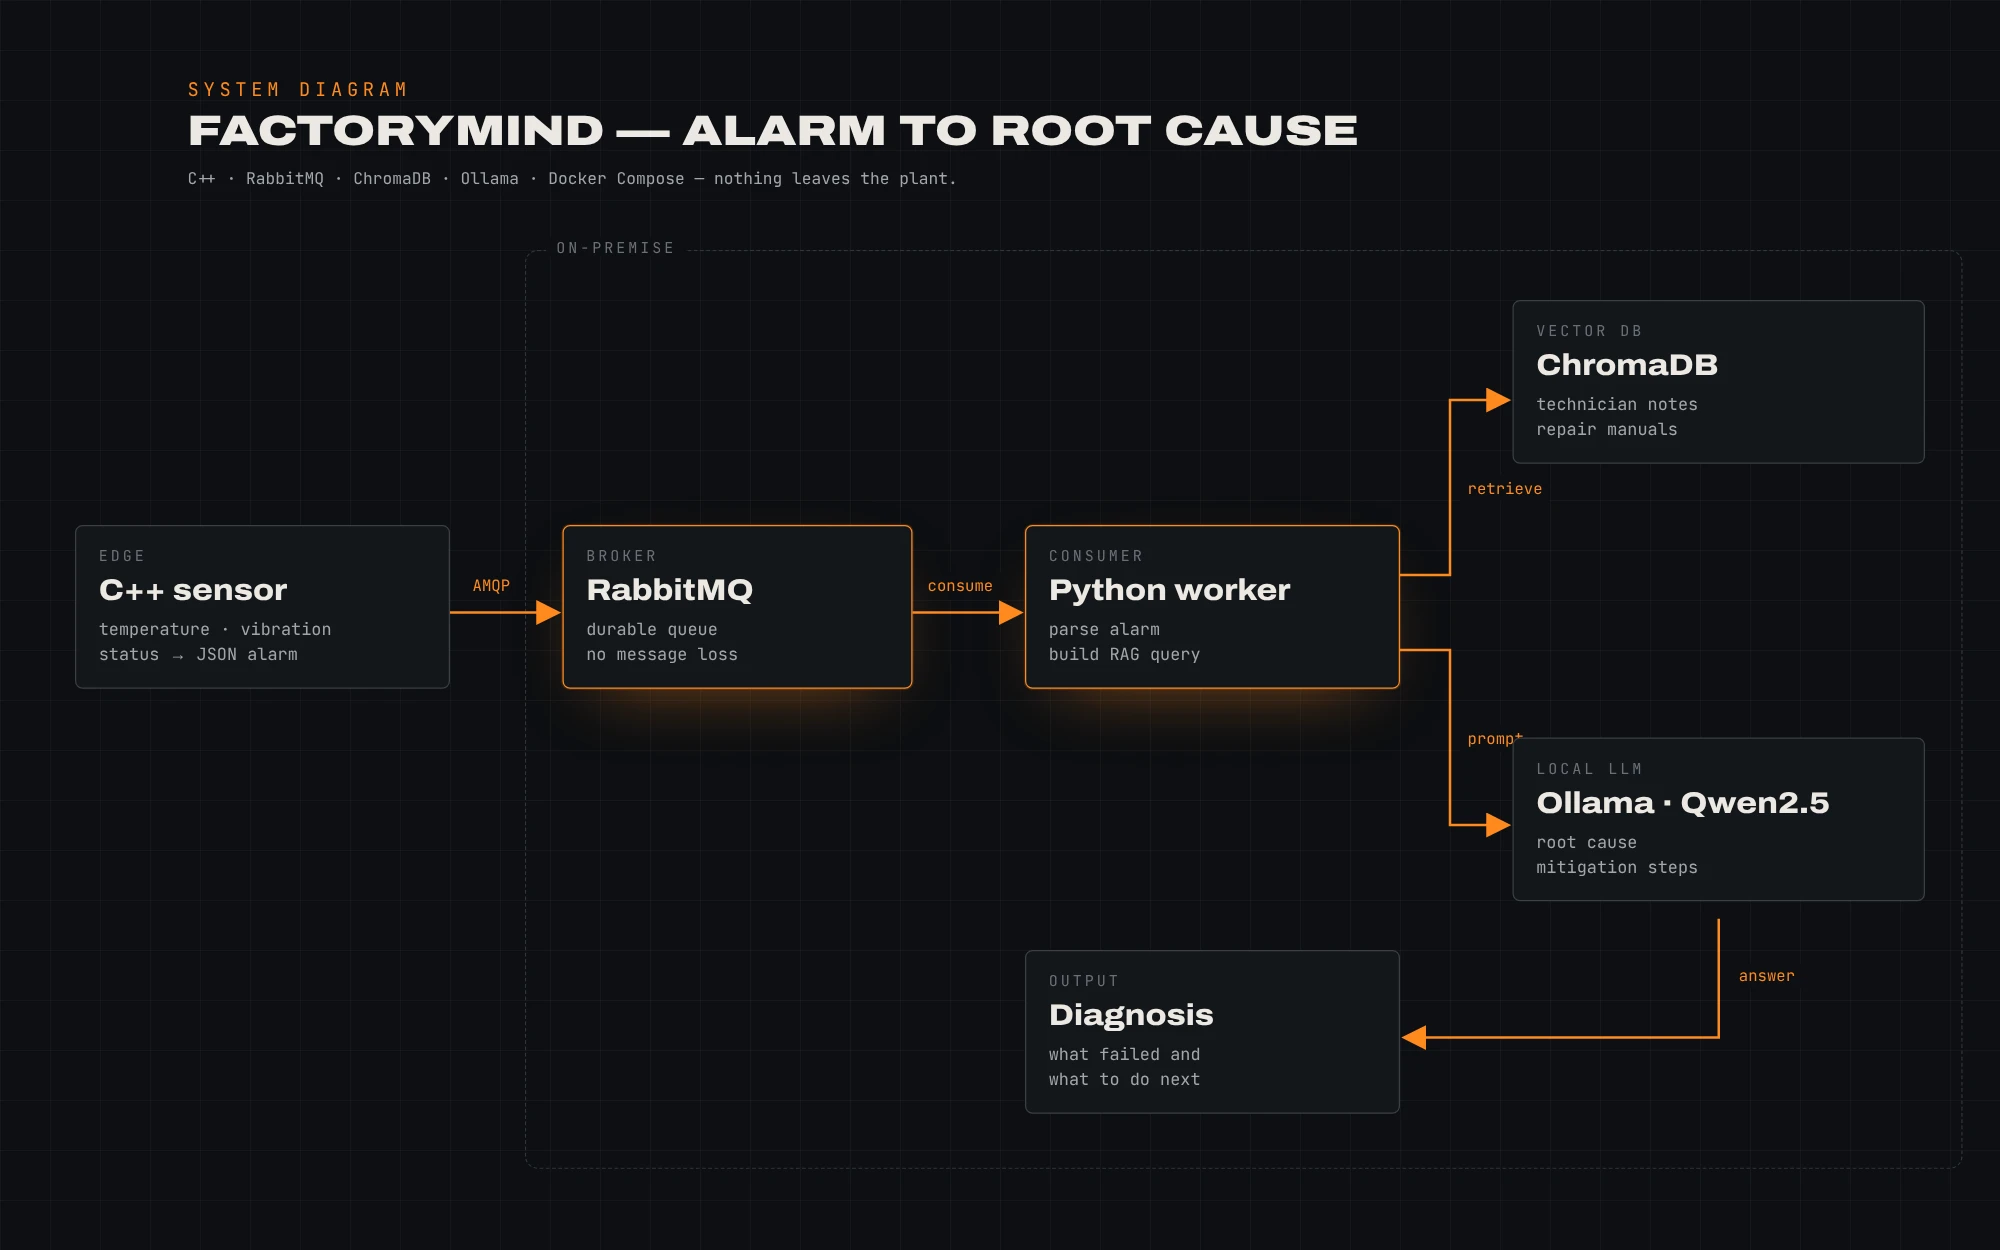 SYSTEM DIAGRAM
FACTORYMIND — ALARM TO ROOT CAUSE
C++ · RabbitMQ · ChromaDB · Ollama · Docker Compose — nothing leaves the plant.
ON-PREMISE
VECTOR DB
ChromaDB
technician notes
repair manuals
retrieve
EDGE
C++ sensor
temperature · vibration
status → JSON alarm
AMQP
BROKER
RabbitMQ
durable queue
no message loss
consume
CONSUMER
Python worker
parse alarm
build RAG query
prompt
LOCAL LLM
Ollama · Qwen2.5
root cause
mitigation steps
answer
OUTPUT
Diagnosis
what failed and
what to do next